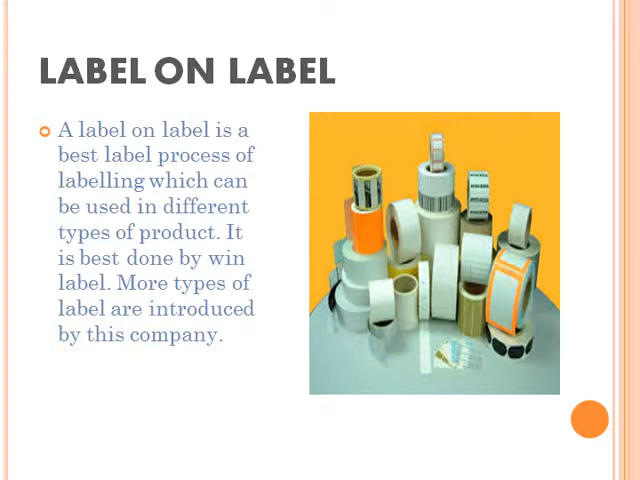 LABEL ON LABEL
A label on label is a
best label process of
labelling which can
be used in different
types of product. It
is best done by win
label. More types of
label are introduced
by this company.